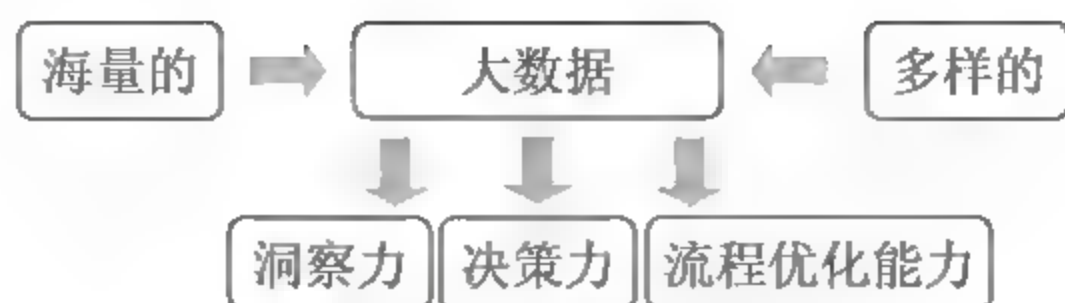 海量的 大数据 多样的
洞察力 决策力 流程优化能力